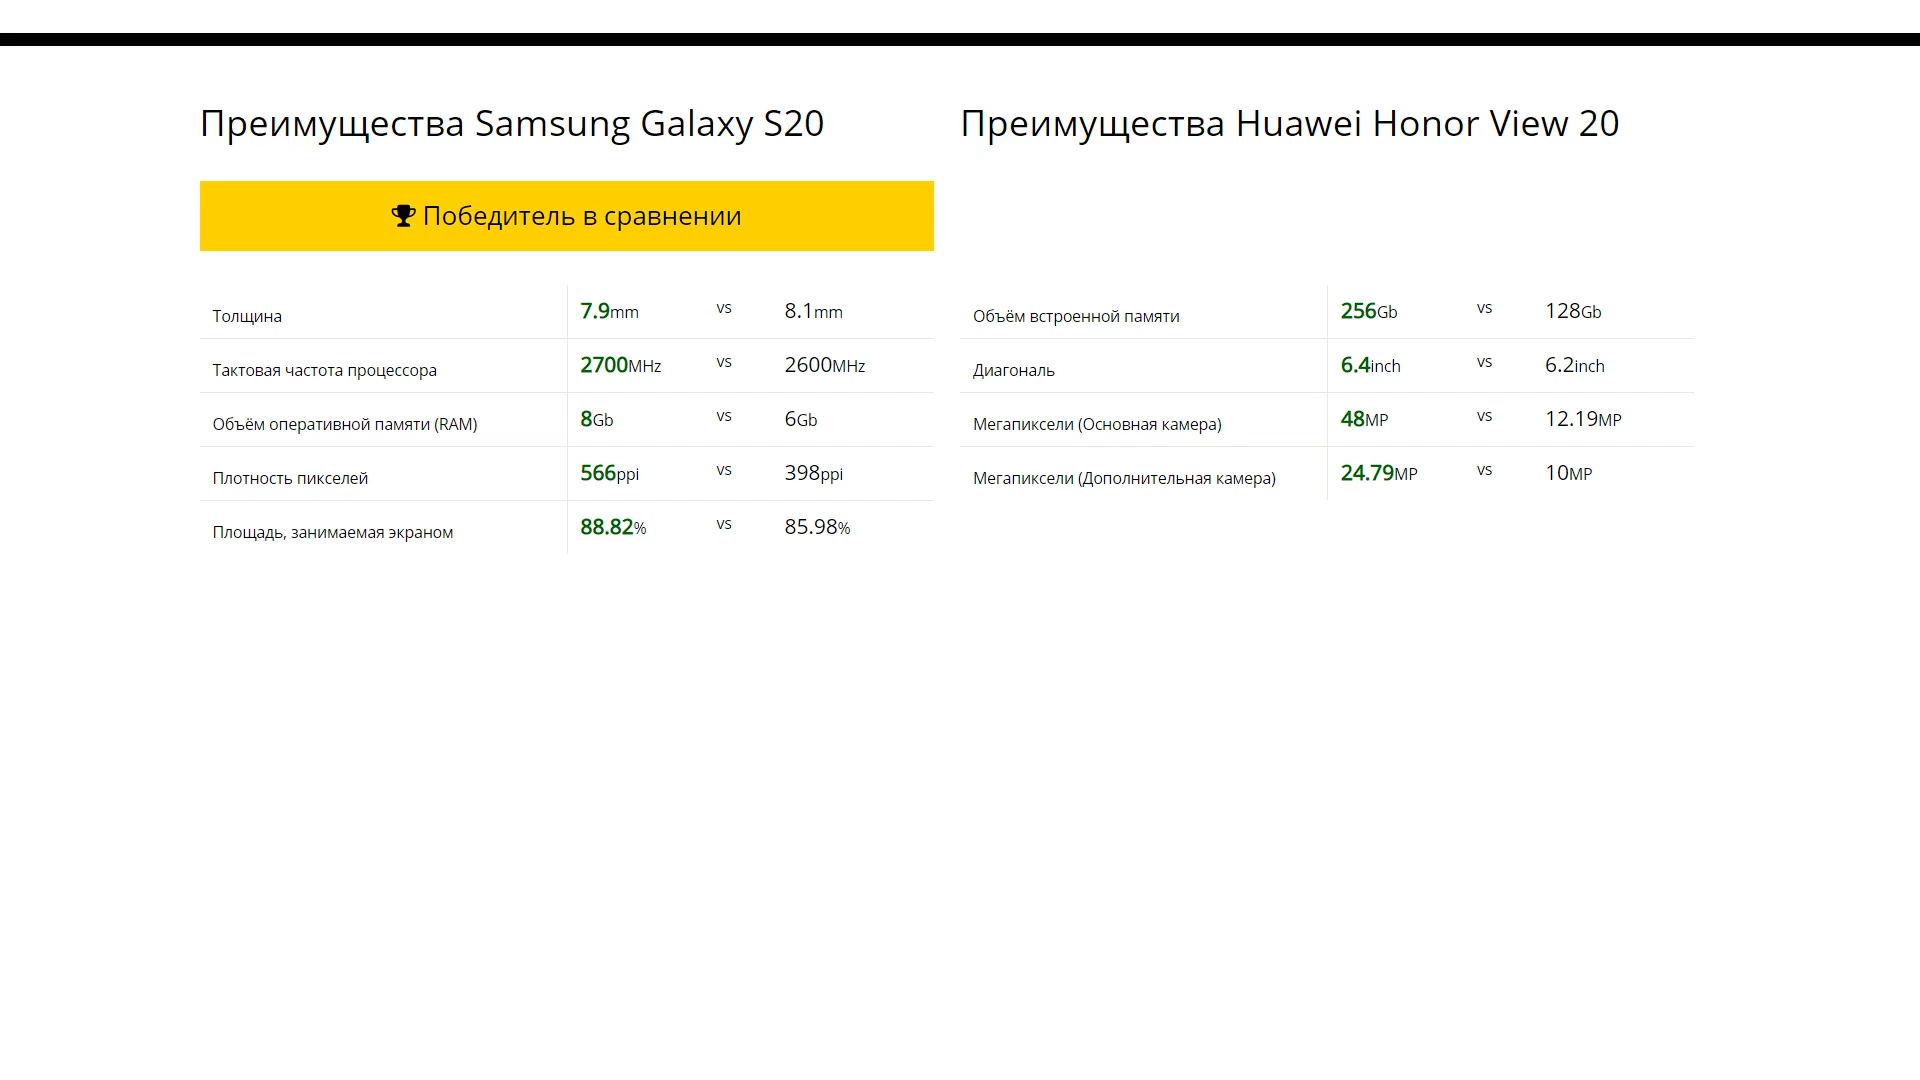 Преимущества Samsung Galaxy S20
Победитель в сравнении
Толщина 7.9mm vs 8.1mm
Тактовая частота процессора 2700MHz vs 2600MHz
Объём оперативной памяти (RAM) 8Gb vs 6Gb
Плотность пикселей 566ppi vs 398ppi
Площадь, занимаемая экраном 88.82% vs 85.98%
Преимущества Huawei Honor View 20
Объём встроенной памяти 256Gb vs 128Gb
Диагональ 6.4inch vs 6.2inch
Мегапиксели (Основная камера) 48MP vs 12.19MP
Мегапиксели (Дополнительная камера) 24.79MP vs 10MP